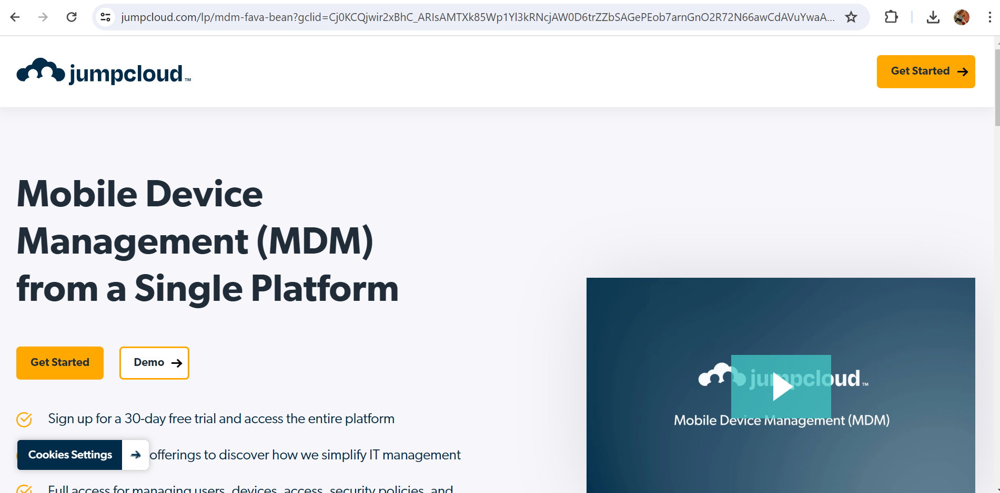 jumpcloud.com/lp/mdm-fava-bean?gclid=Cj0KCQjwir2xBhC_ARIsAMTXk85Wp1Yl3kRNcjAW0D6trZZbSAGePEob7arnGnO2R72N66awCdAVuYwaA...
jumpcloud™
Get Started
Mobile Device
Management (MDM)
from a Single Platform
Get Started
Demo
jumpcloud™
Mobile Device Management (MDM)
Sign up for a 30-day free trial and access the entire platform
Cookies Settings
offerings to discover how we simplify IT management
Full access for managing users, devices, access, security policies, and